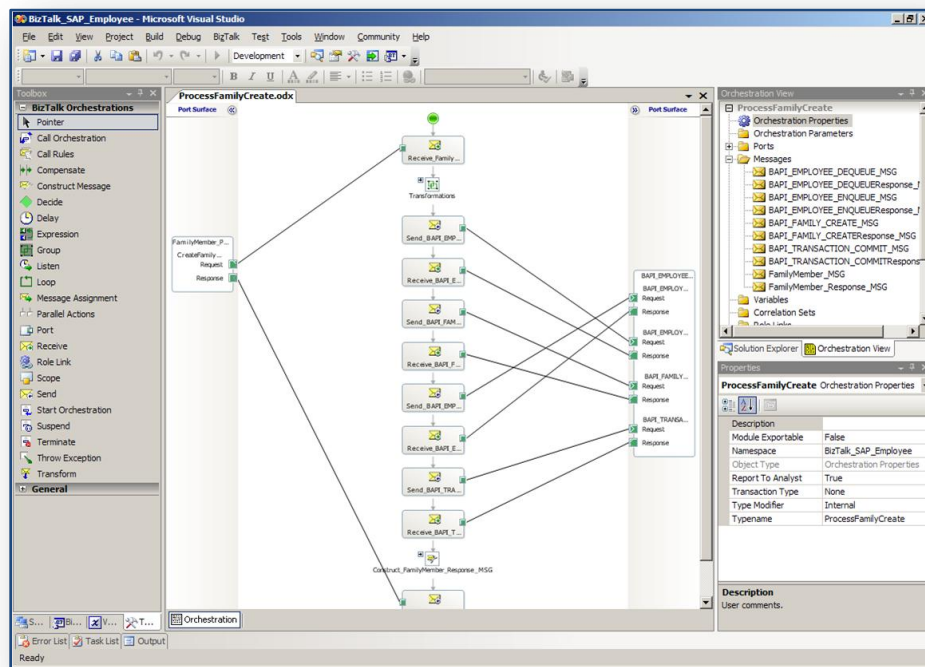 BizTalk_SAP_Employee - Microsoft Visual Studio
File Edit View Project Build Debug BizTalk Test Tools Window Community Help
Development
B I U A
Toolbox
BizTalk Orchestrations
Pointer
Call Orchestration
Call Rules
Compensate
Construct Message
Decide
Delay
Expression
Group
Listen
Loop
Message Assignment
Parallel Actions
Port
Receive
Role Link
Scope
Send
Start Orchestration
Suspend
Terminate
Throw Exception
Transform
General
S... Bi... V... T...
ProcessFamilyCreate.odx
Port Surface
Port Surface
FamilyMember_P...
CreateFamily...
Request
Response
Receive_Family...
Transformations
Send_BAPI_EMP...
Receive_BAPI_E...
Send_BAPI_FAM...
Receive_BAPI_F...
Send_BAPI_EMP...
Receive_BAPI_E...
Send_BAPI_TRA...
Receive_BAPI_T...
Construct_FamilyMember_Response_MSG
BAPI_EMPLOYEE...
BAPI_EMPLOY...
Request
Response
BAPI_EMPLOY...
Request
Response
BAPI_FAMILY...
Request
Response
BAPI_TRANSA...
Request
Response
Orchestration
Orchestration View
ProcessFamilyCreate
Orchestration Properties
Orchestration Parameters
Ports
Messages
BAPI_EMPLOYEE_DEQUEUE_MSG
BAPI_EMPLOYEE_DEQUEUEResponse_
BAPI_EMPLOYEE_ENQUEUE_MSG
BAPI_EMPLOYEE_ENQUEUEResponse_
BAPI_FAMILY_CREATE_MSG
BAPI_FAMILY_CREATEResponse_MSG
BAPI_TRANSACTION_COMMIT_MSG
BAPI_TRANSACTION_COMMITRespons
FamilyMember_MSG
FamilyMember_Response_MSG
Variables
Correlation Sets
Role Links
Solution Explorer Orchestration View
Properties
ProcessFamilyCreate Orchestration Properties
Description
Module Exportable False
Namespace BizTalk_SAP_Employee
Object Type Orchestration Properties
Report To Analyst True
Transaction Type None
Type Modifier Internal
Typename ProcessFamilyCreate
Description
User comments.
Error List Task List Output
Ready